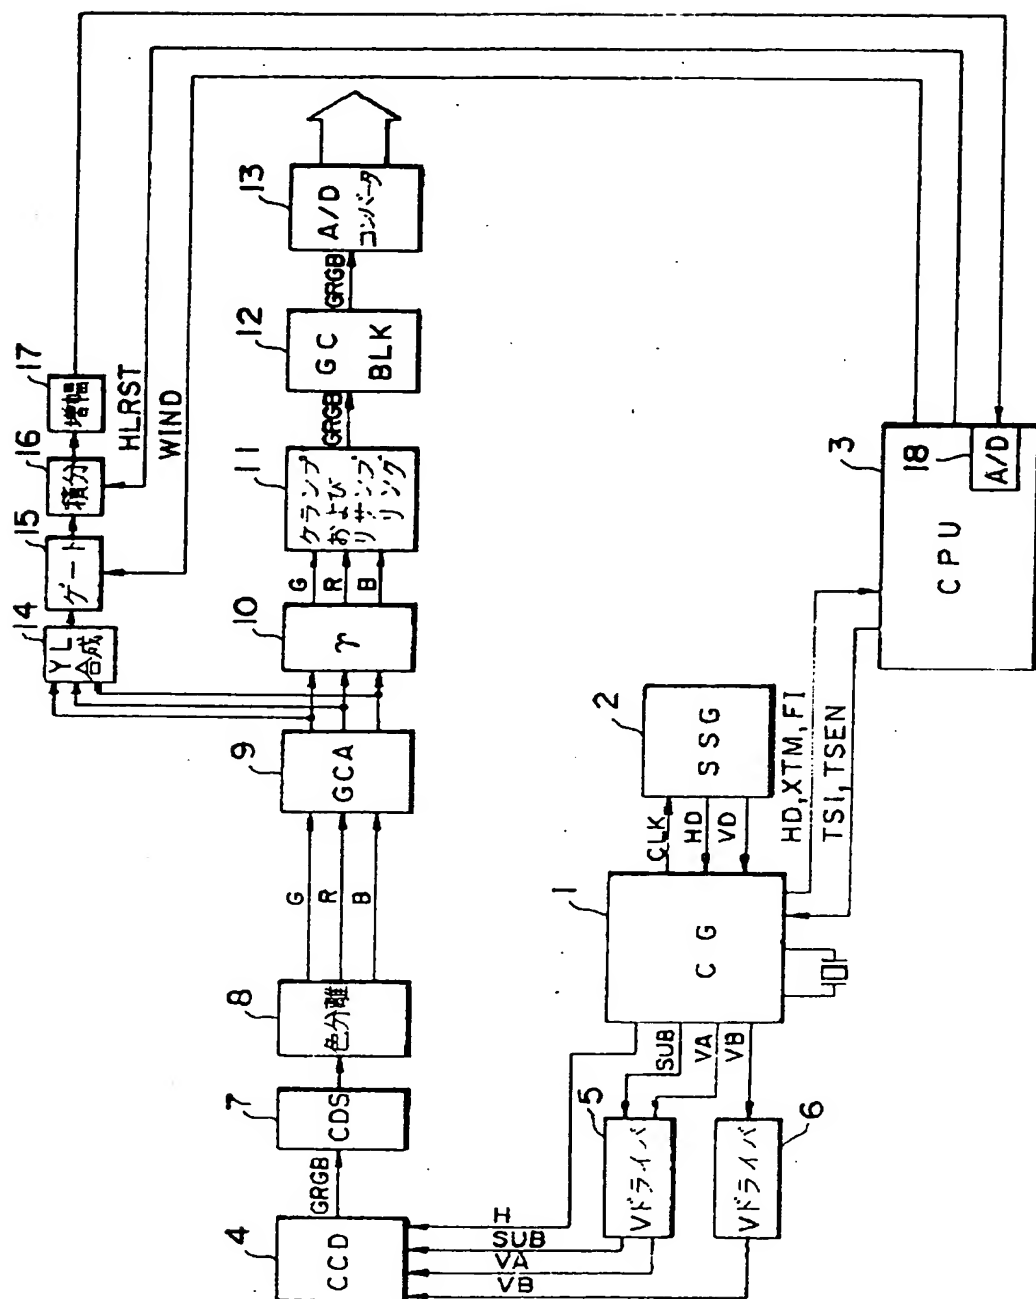 4
CCD
GRGB
7
CDS
8
色分離
G
R
B
9
GCA
10
γ
G
R
B
11
クランプ
および
リサンプ
リング
GRGB
12
GC
BLK
GRGB
13
A/D
コンバータ
14
YL
合成
15
ゲート
16
積分
17
増幅
HLRST
WIND
H
SUB
VA
VB
5
Vドライバ
6
Vドライバ
SUB
VA
VB
1
CG
CLK
HD
VD
2
SSG
HD,XTM,FI
TSI,TSEN
3
CPU
18
A/D